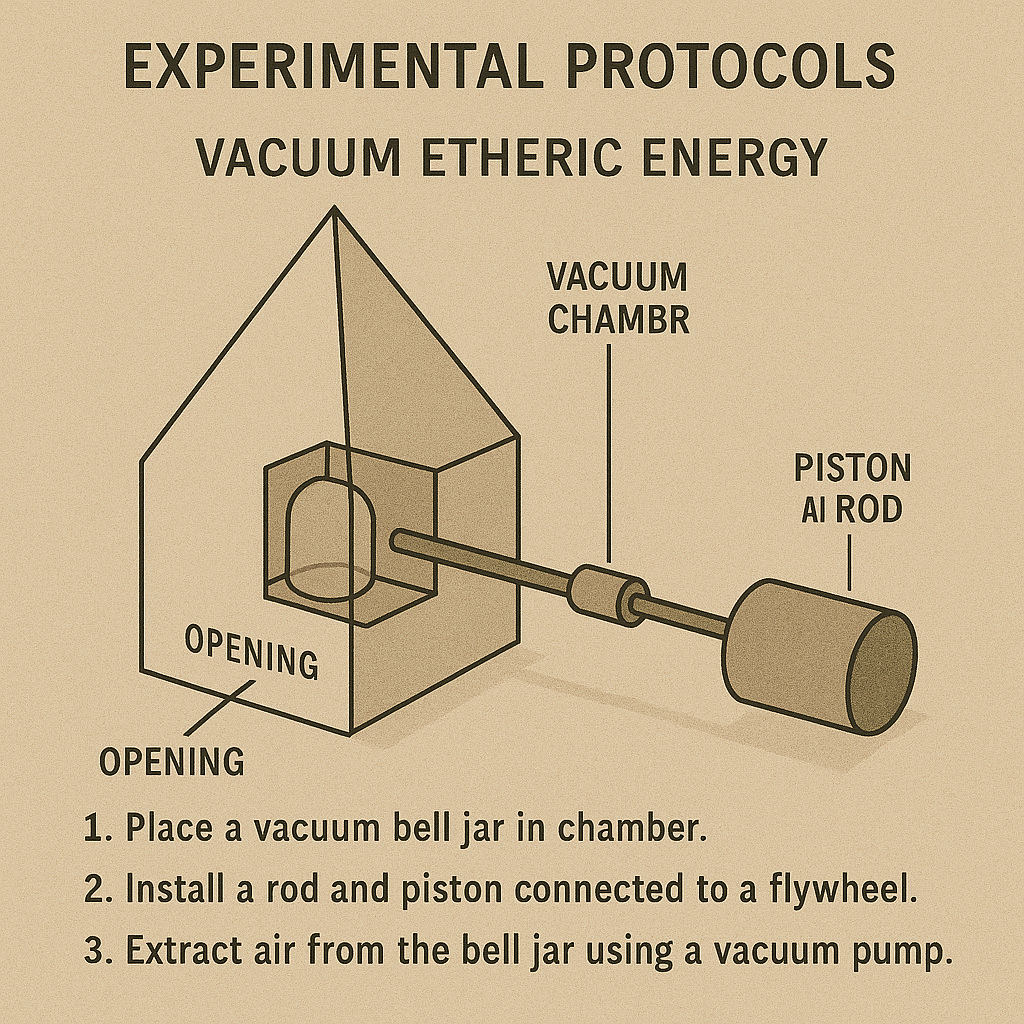 EXPERIMENTAL PROTOCOLS
VACUUM ETHERIC ENERGY
VACUUM
CHAMBR
PISTON
AI ROD
OPENING
OPENING
1. Place a vacuum bell jar in chamber.
2. Install a rod and piston connected to a flywheel.
3. Extract air from the bell jar using a vacuum pump.